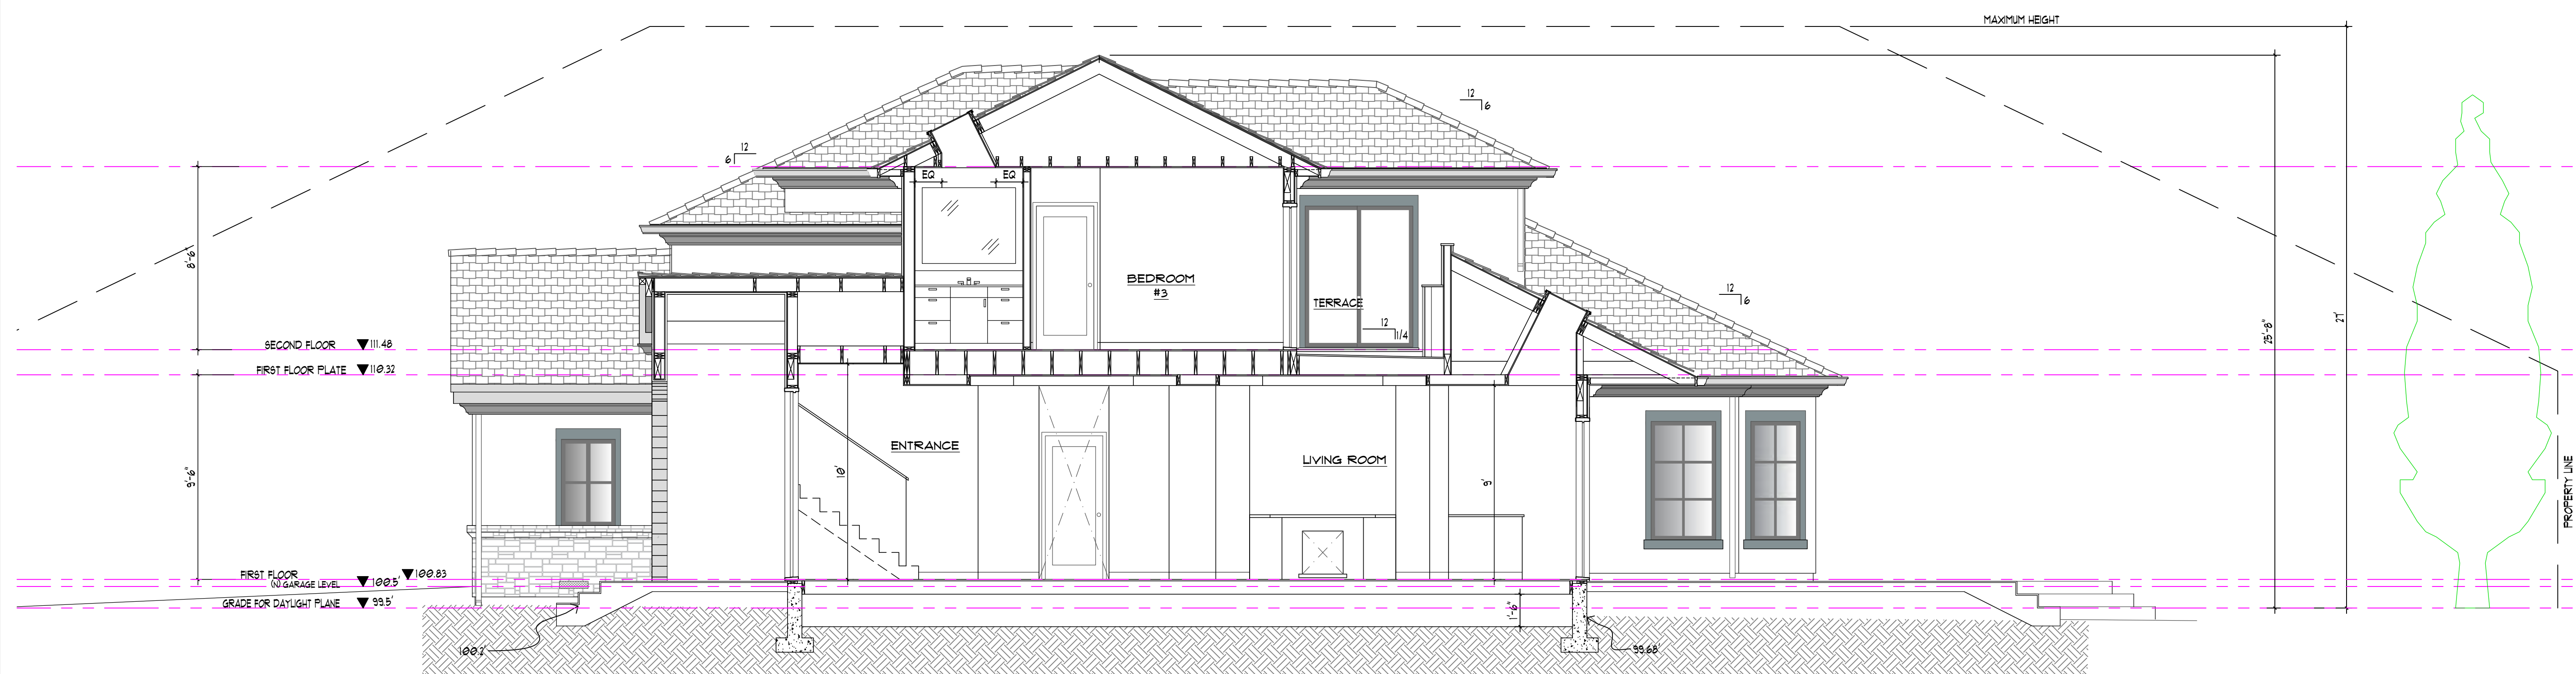 MAXIMUM HEIGHT
12
6
12
6
EQ
EQ
8'-6"
BEDROOM
#3
TERRACE
12
6
12
1/4
25'-8"
27'
SECOND FLOOR 111.48
FIRST FLOOR PLATE 110.32
9'-6"
10'
ENTRANCE
LIVING ROOM
9'
PROPERTY LINE
FIRST FLOOR 100.83
(N) GARAGE LEVEL 100.5'
GRADE FOR DAYLIGHT PLANE 99.5'
1'-6"
100.2'
99.68'